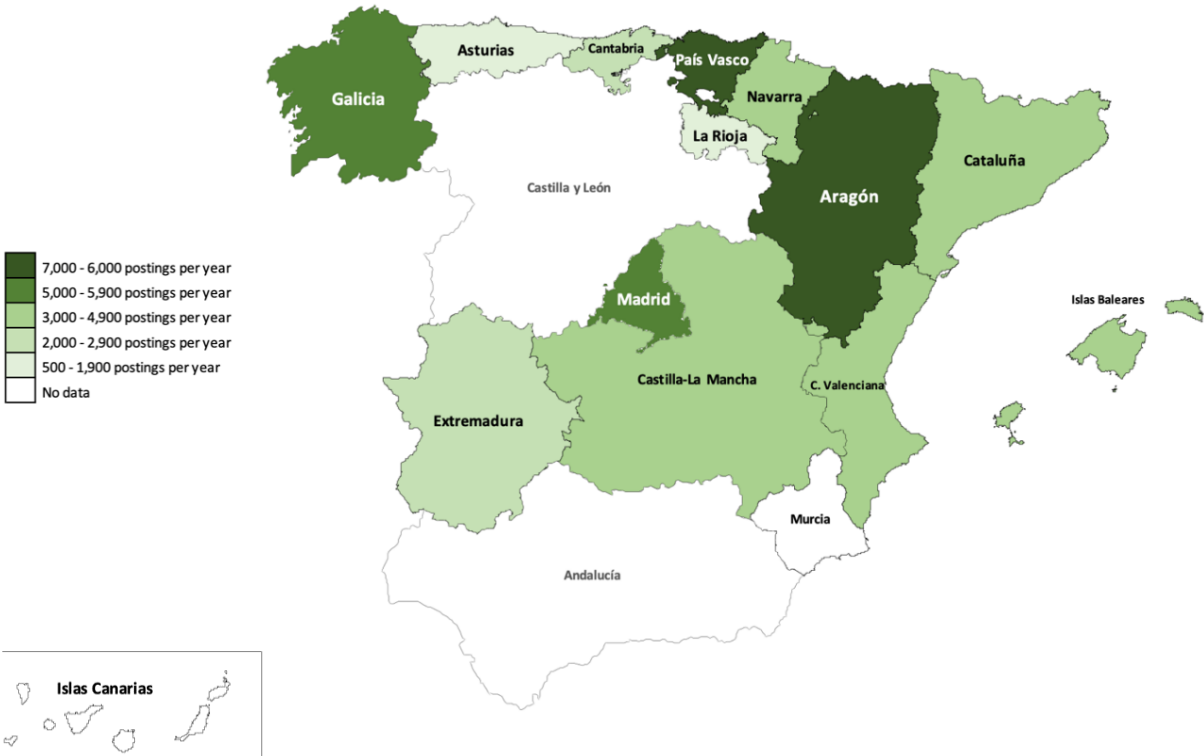 Asturias
Cantabria
País Vasco
Galicia
Navarra
La Rioja
Cataluña
Castilla y León
Aragón
7,000 - 6,000 postings per year
5,000 - 5,900 postings per year
3,000 - 4,900 postings per year
2,000 - 2,900 postings per year
500 - 1,900 postings per year
No data
Madrid
Islas Baleares
Castilla-La Mancha
C. Valenciana
Extremadura
Murcia
Andalucía
Islas Canarias